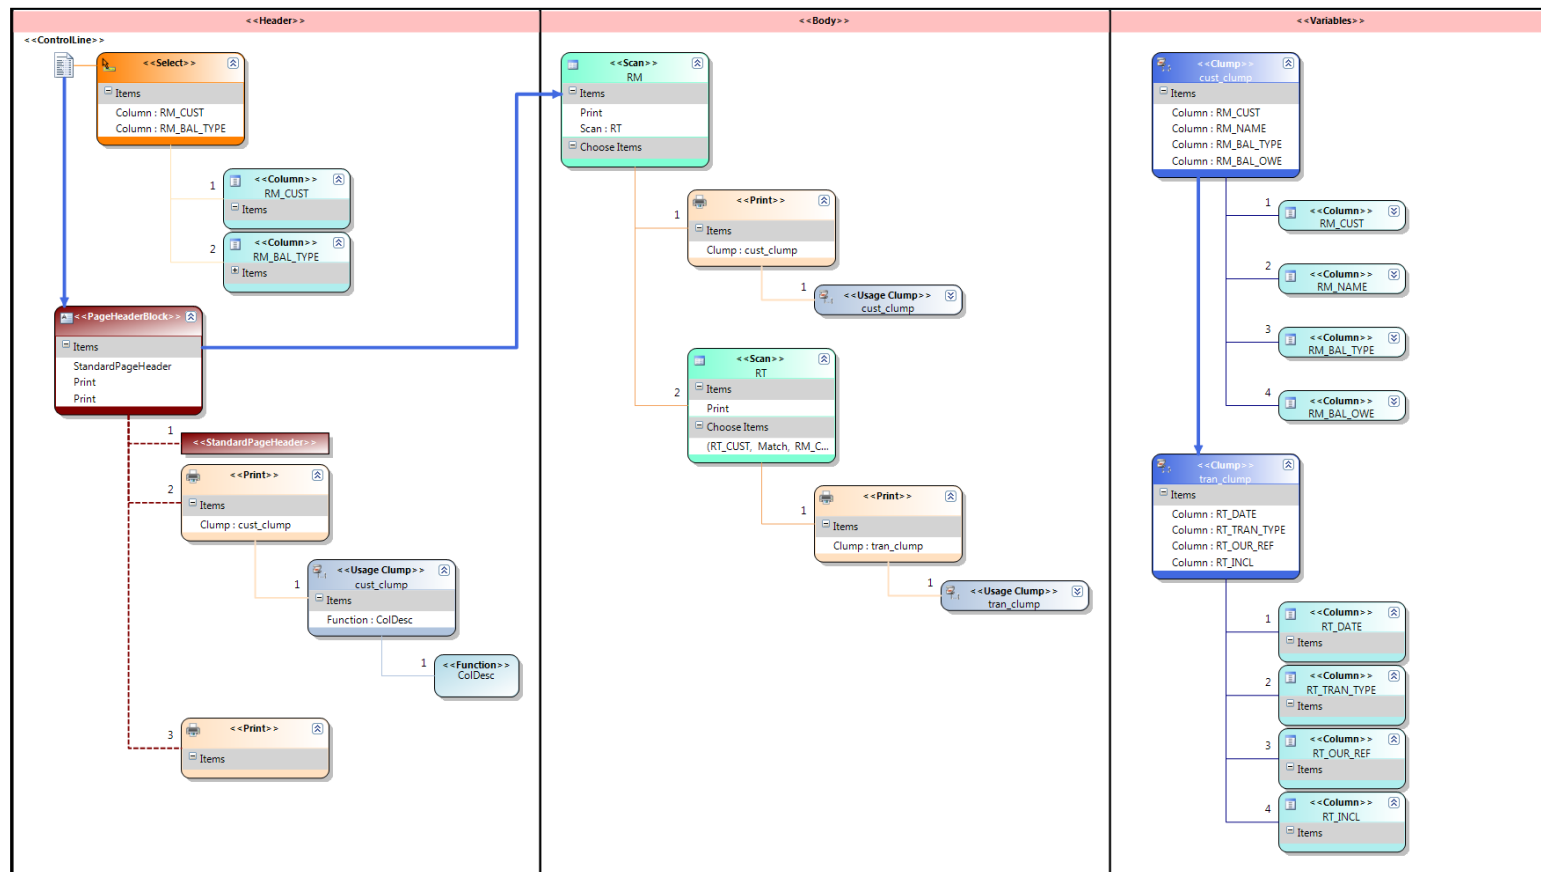 <<Header>>
<<ControlLine>>
<<Select>>
Items
Column : RM_CUST
Column : RM_BAL_TYPE
1
<<Column>>
RM_CUST
Items
2
<<Column>>
RM_BAL_TYPE
Items
<<PageHeaderBlock>>
Items
StandardPageHeader
Print
Print
1
<<StandardPageHeader>>
2
<<Print>>
Items
Clump : cust_clump
1
<<Usage Clump>>
cust_clump
Items
Function : ColDesc
1
<<Function>>
ColDesc
3
<<Print>>
Items
<<Body>>
<<Scan>>
RM
Items
Print
Scan : RT
Choose Items
1
<<Print>>
Items
Clump : cust_clump
1
<<Usage Clump>>
cust_clump
2
<<Scan>>
RT
Items
Print
Choose Items
(RT_CUST, Match, RM_C...
1
<<Print>>
Items
Clump : tran_clump
1
<<Usage Clump>>
tran_clump
<<Variables>>
<<Clump>>
cust_clump
Items
Column : RM_CUST
Column : RM_NAME
Column : RM_BAL_TYPE
Column : RM_BAL_OWE
1
<<Column>>
RM_CUST
2
<<Column>>
RM_NAME
3
<<Column>>
RM_BAL_TYPE
4
<<Column>>
RM_BAL_OWE
<<Clump>>
tran_clump
Items
Column : RT_DATE
Column : RT_TRAN_TYPE
Column : RT_OUR_REF
Column : RT_INCL
1
<<Column>>
RT_DATE
Items
2
<<Column>>
RT_TRAN_TYPE
Items
3
<<Column>>
RT_OUR_REF
Items
4
<<Column>>
RT_INCL
Items